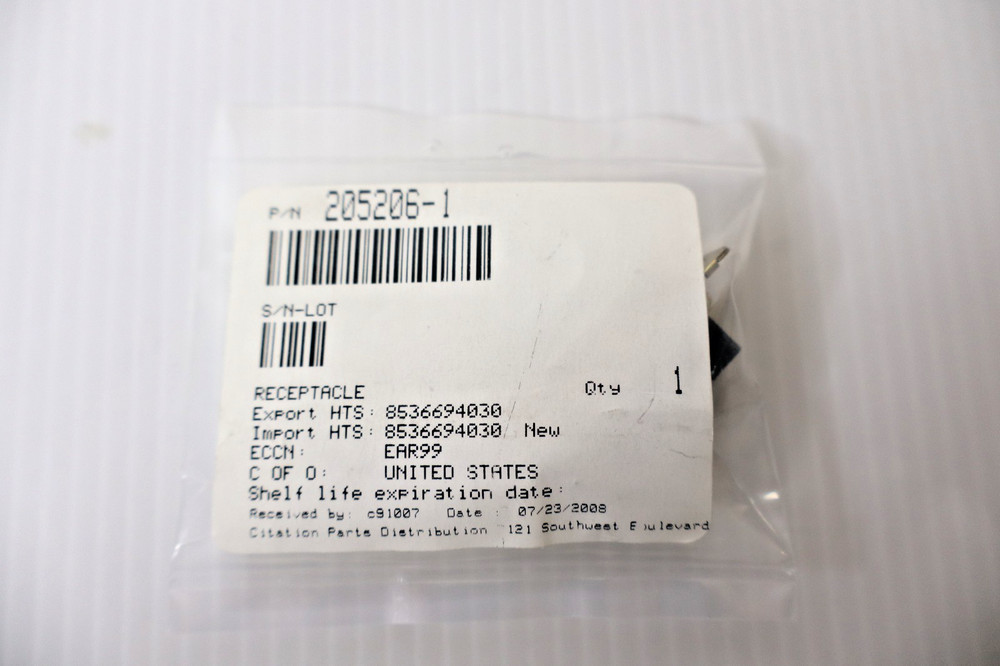 P/N 205206-1
S/N-LOT
RECEPTACLE Qty 1
Export HTS: 8536694030
Import HTS: 8536694030 New
ECCN: EAR99
C OF O: UNITED STATES
Shelf life expiration date:
Received by: c91007 Date : 07/23/2008
Citation Parts Distribution 121 Southwest